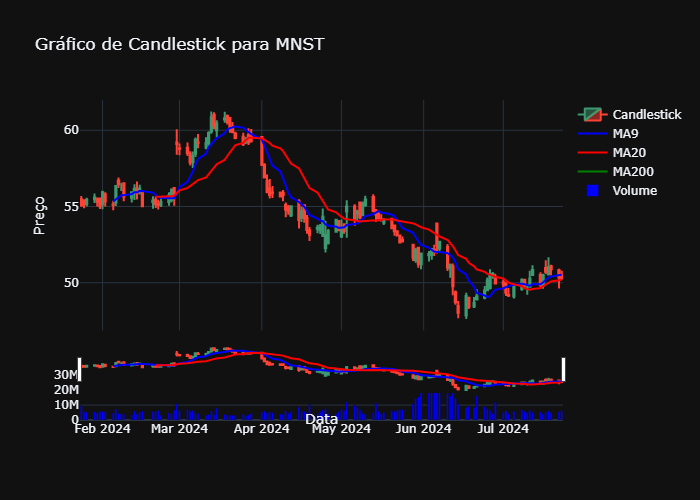 Gráfico de Candlestick para MNST
Candlestick
MA9
MA20
MA200
Volume
Preço
60
55
50
30M
20M
10M
0
Feb 2024
Mar 2024
Apr 2024
May 2024
Jun 2024
Jul 2024
Data